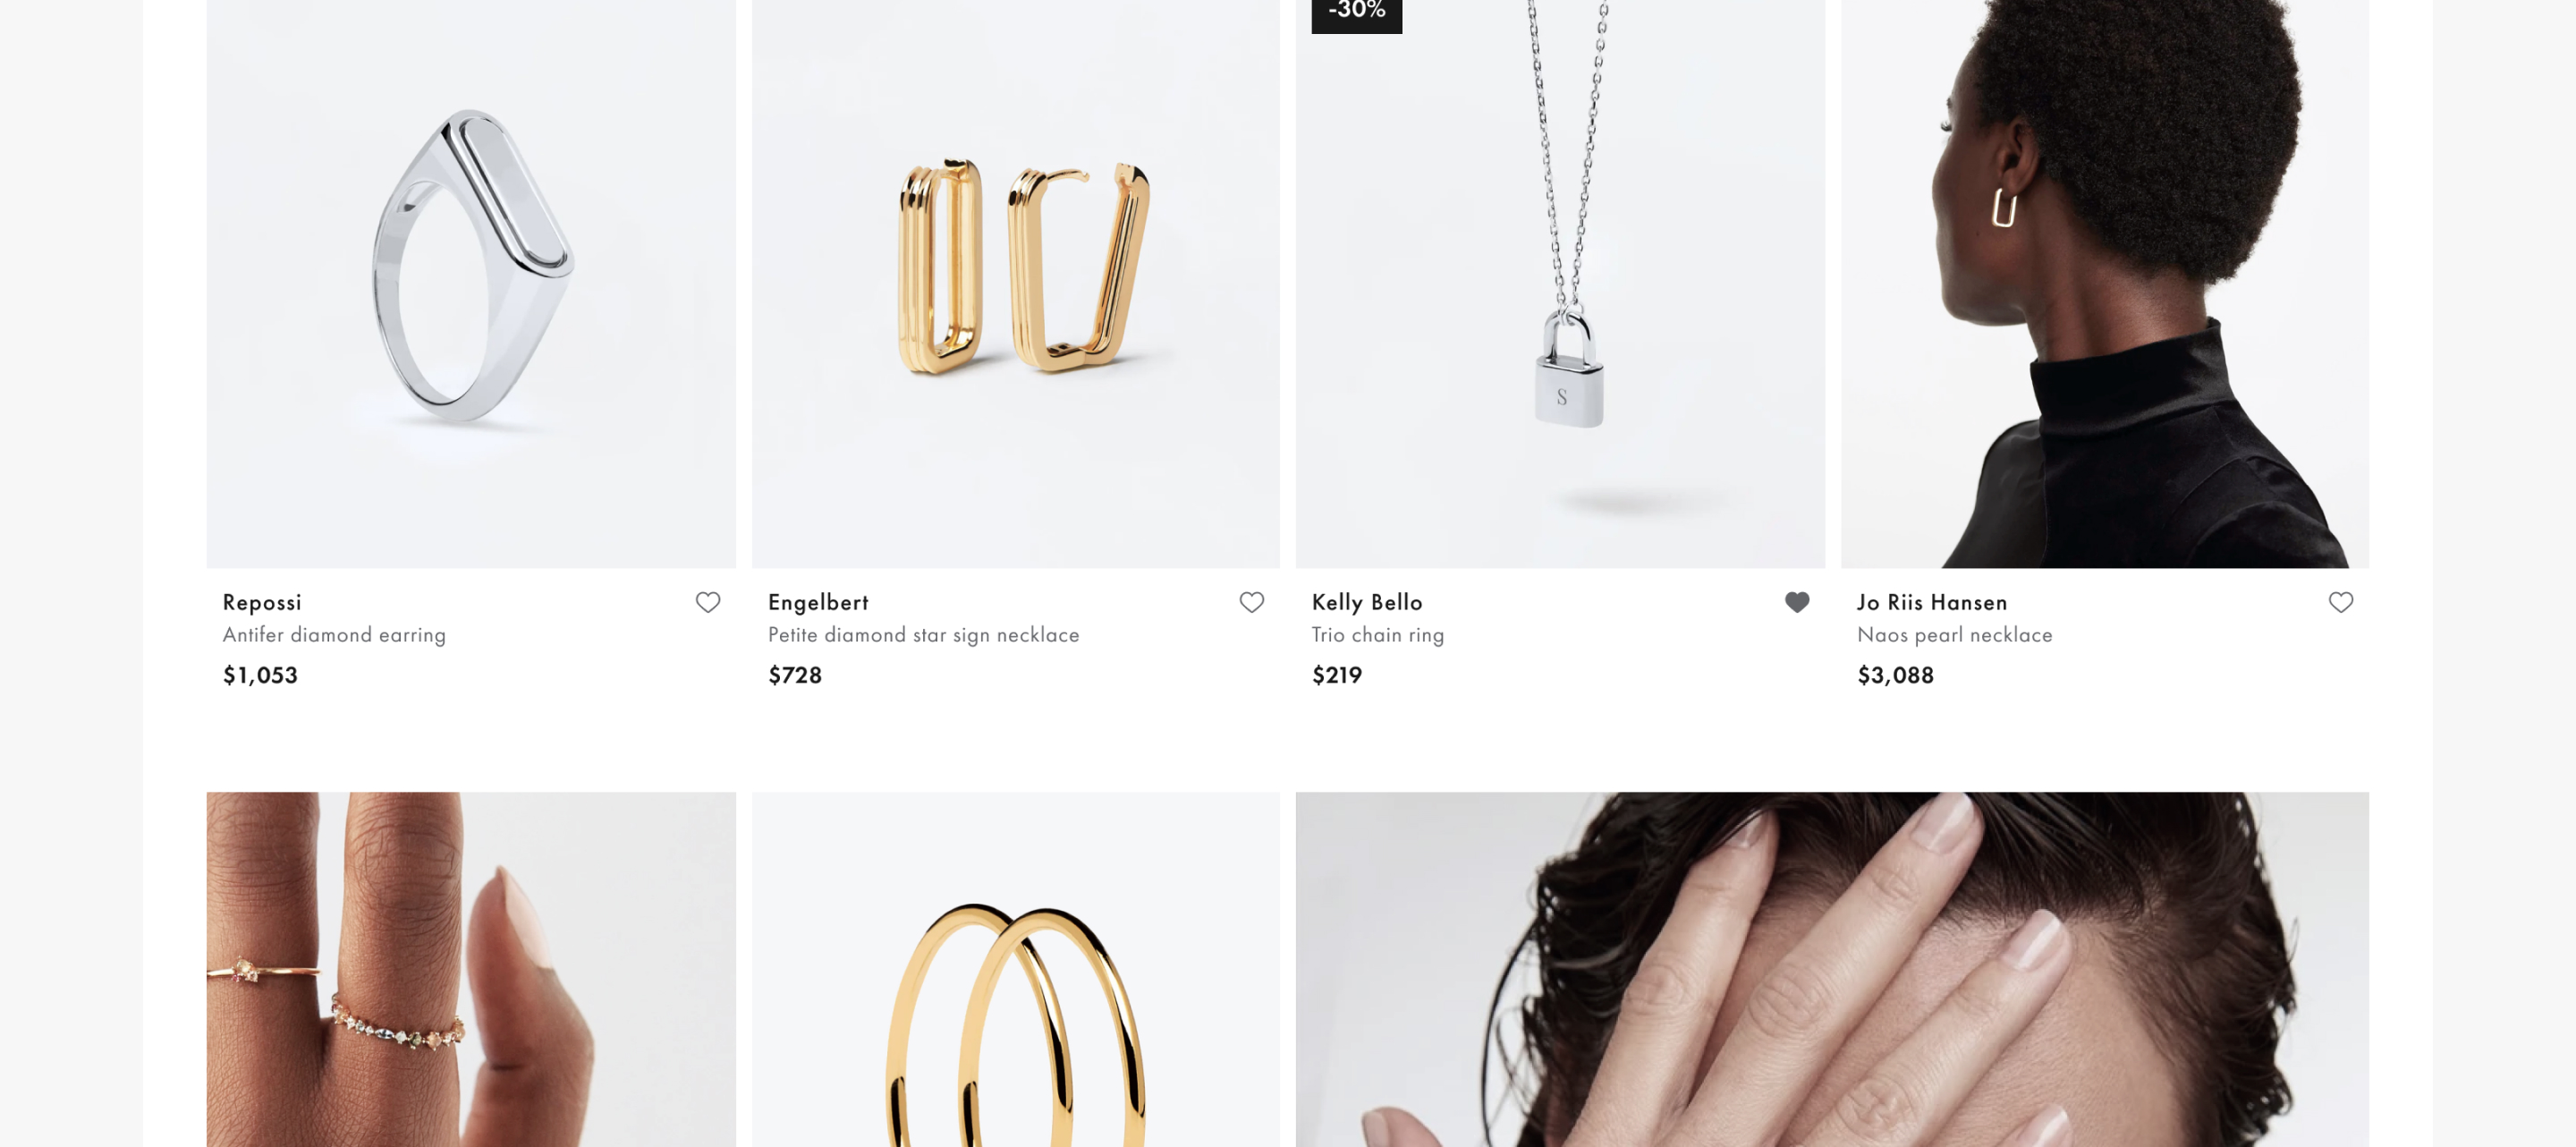 -30%
Repossi
Antifer diamond earring
$1,053
Engelbert
Petite diamond star sign necklace
$728
S
Kelly Bello
Trio chain ring
$219
Jo Riis Hansen
Naos pearl necklace
$3,088